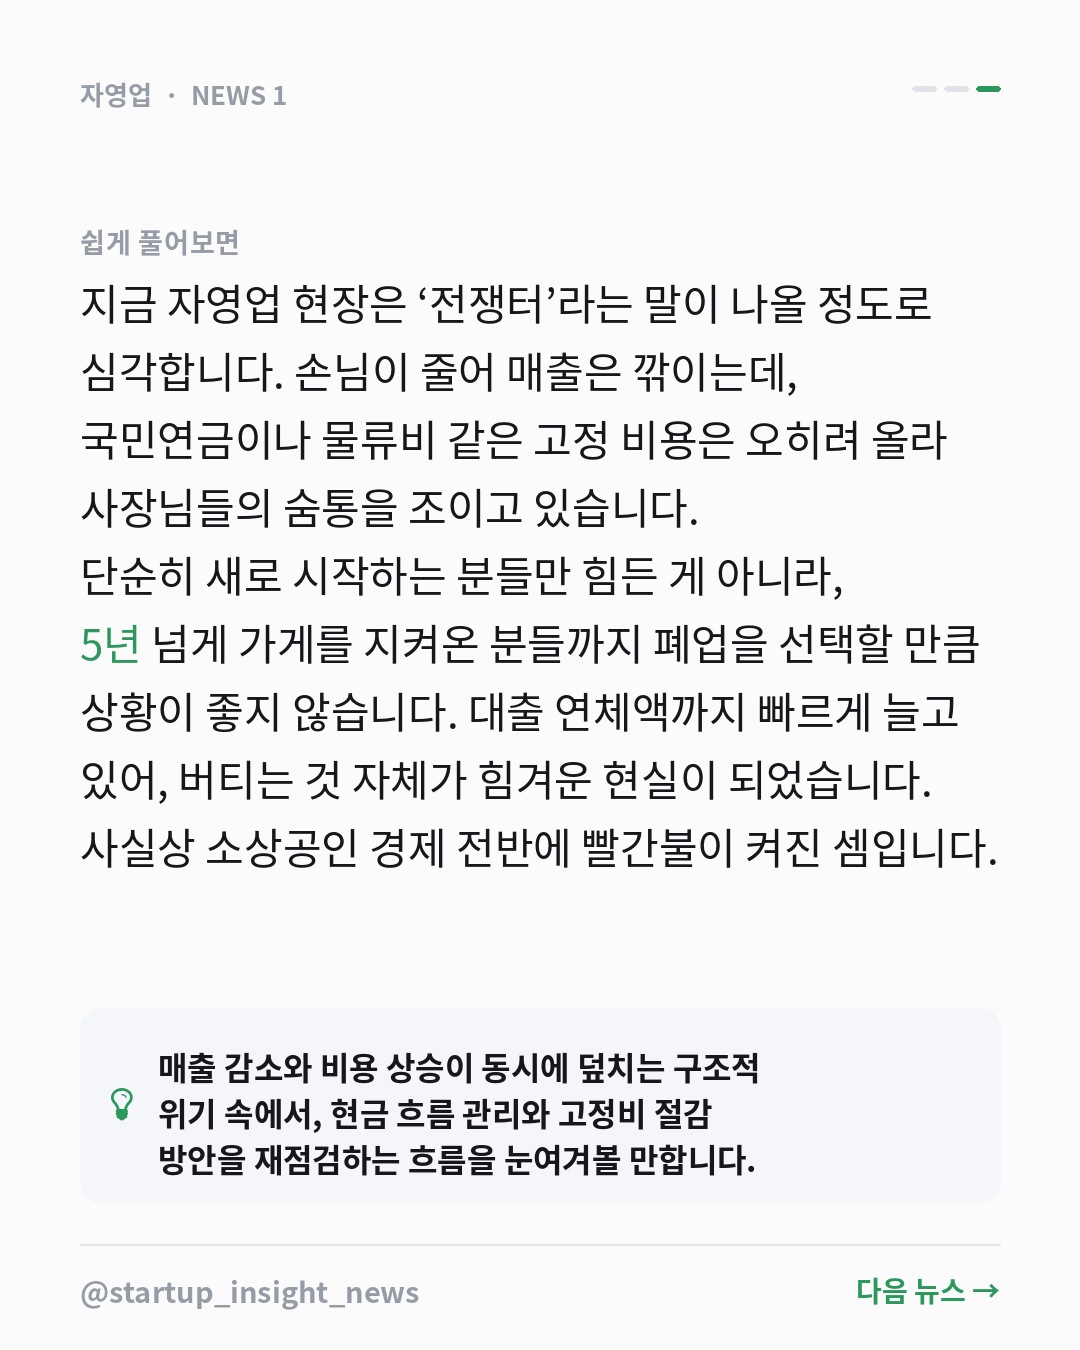 자영업 · NEWS 1
쉽게 풀어보면
지금 자영업 현장은 ‘전쟁터’라는 말이 나올 정도로
심각합니다. 손님이 줄어 매출은 깎이는데,
국민연금이나 물류비 같은 고정 비용은 오히려 올라
사장님들의 숨통을 조이고 있습니다.
단순히 새로 시작하는 분들만 힘든 게 아니라,
5년 넘게 가게를 지켜온 분들까지 폐업을 선택할 만큼
상황이 좋지 않습니다. 대출 연체액까지 빠르게 늘고
있어, 버티는 것 자체가 힘겨운 현실이 되었습니다.
사실상 소상공인 경제 전반에 빨간불이 켜진 셈입니다.
매출 감소와 비용 상승이 동시에 덮치는 구조적
위기 속에서, 현금 흐름 관리와 고정비 절감
방안을 재점검하는 흐름을 눈여겨볼 만합니다.
@startup_insight_news
다음 뉴스 →